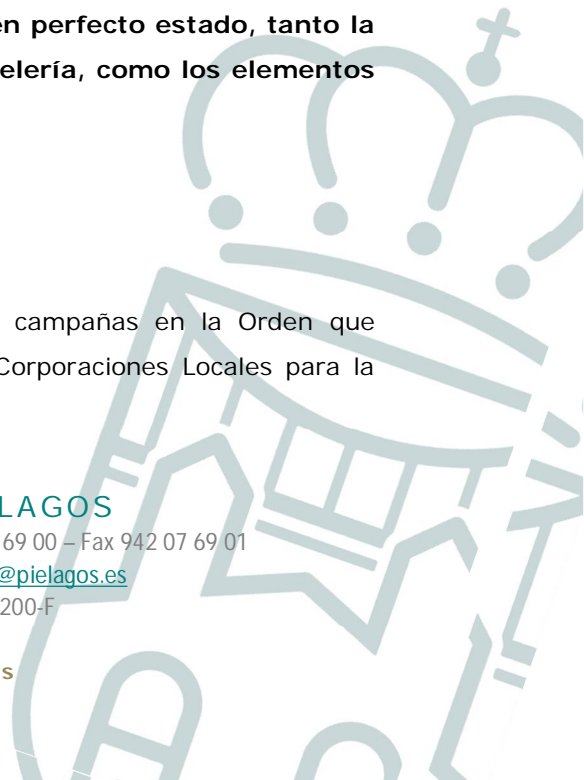 en perfecto estado, tanto la
elería, como los elementos
campañas en la Orden que
Corporaciones Locales para la
LAGOS
69 00 – Fax 942 07 69 01
@pielagos.es
200-F
s